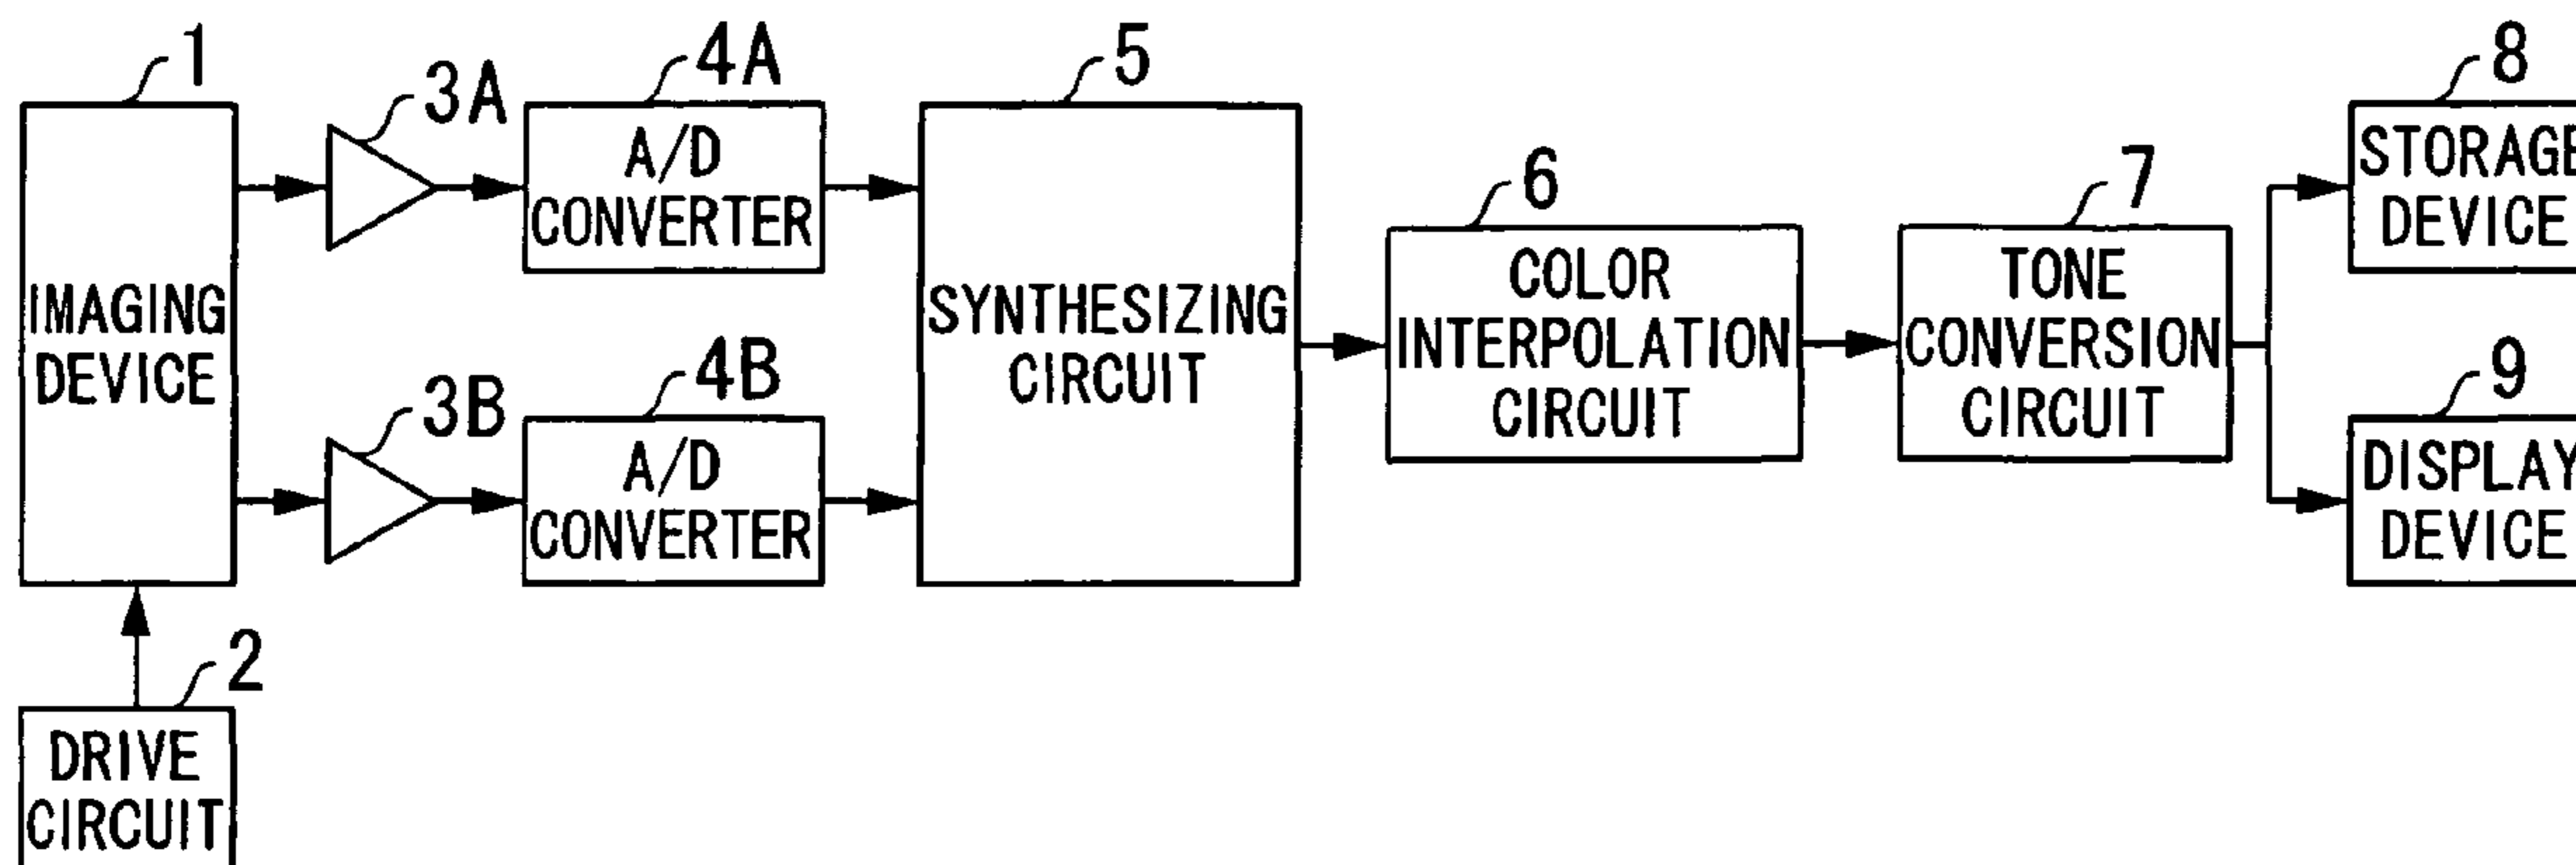 1
IMAGING
DEVICE
2
DRIVE
CIRCUIT
3A
3B
4A
A/D
CONVERTER
4B
A/D
CONVERTER
5
SYNTHESIZING
CIRCUIT
6
COLOR
INTERPOLATION
CIRCUIT
7
TONE
CONVERSION
CIRCUIT
8
STORAGE
DEVICE
9
DISPLAY
DEVICE